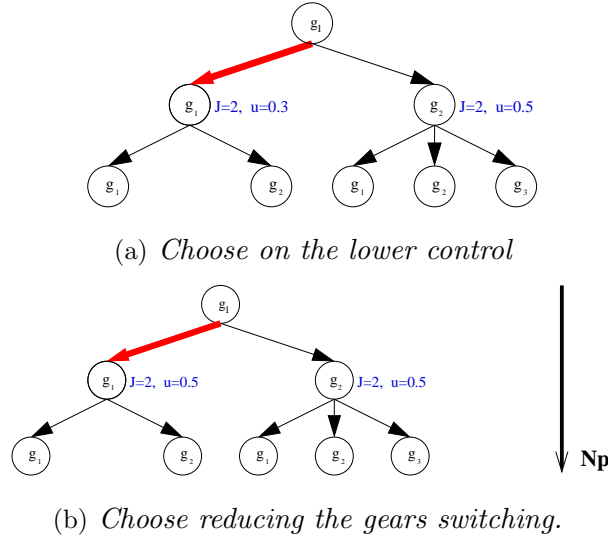 g1
g1 J=2, u=0.3 g2 J=2, u=0.5
g1 g2 g1 g2 g3
(a) Choose on the lower control
g1
g1 J=2, u=0.5 g2 J=2, u=0.5
g1 g2 g1 g2 g3
Np
(b) Choose reducing the gears switching.